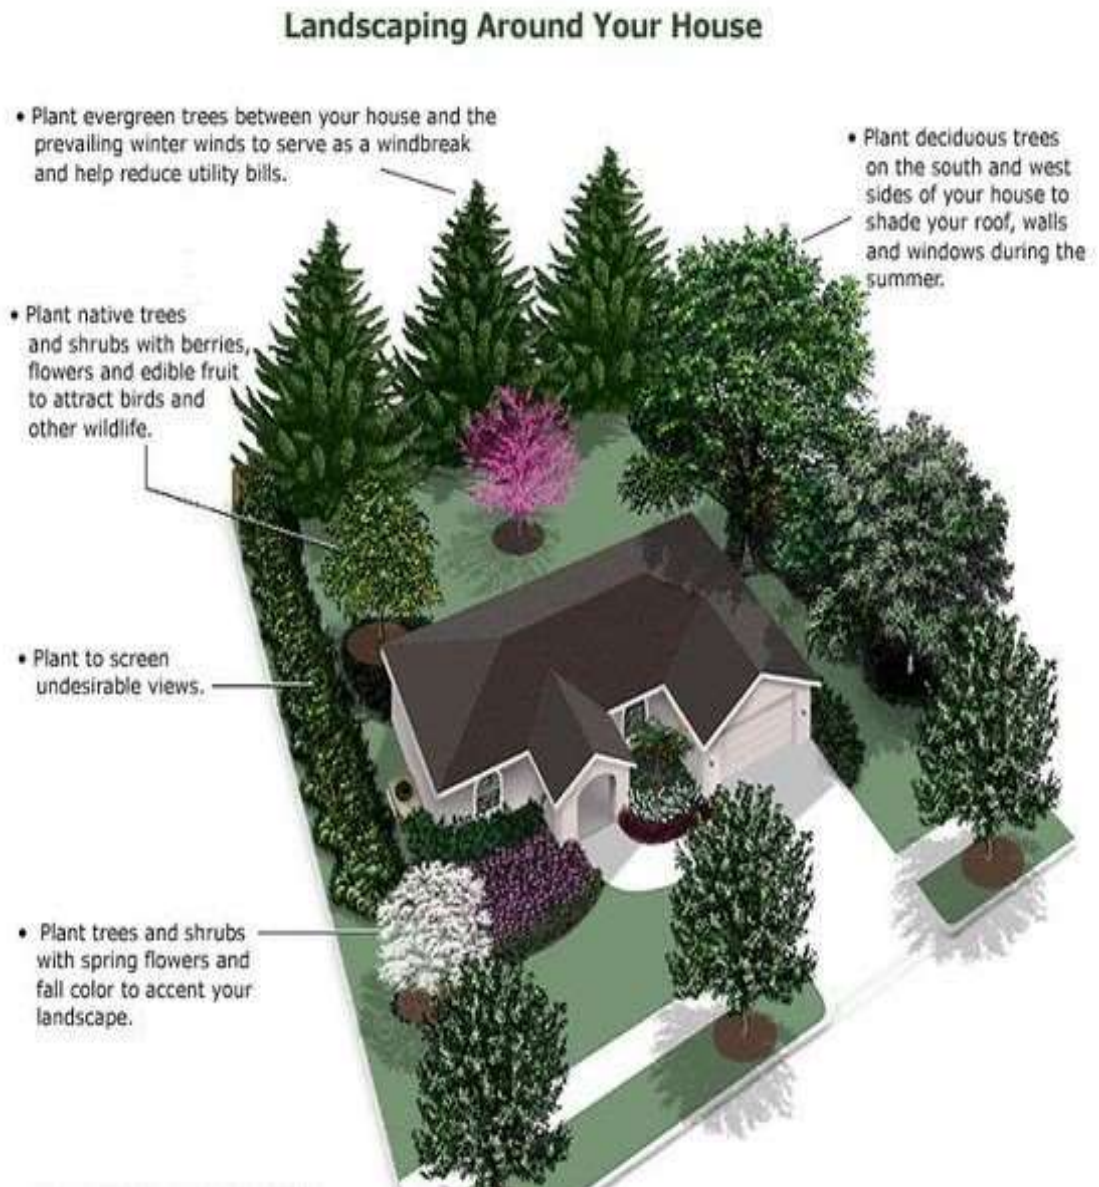 Landscaping Around Your House
• Plant evergreen trees between your house and the
prevailing winter winds to serve as a windbreak
and help reduce utility bills.
• Plant deciduous trees
on the south and west
sides of your house to
shade your roof, walls
and windows during the
summer.
• Plant native trees
and shrubs with berries,
flowers and edible fruit
to attract birds and
other wildlife.
• Plant to screen
undesirable views.
• Plant trees and shrubs
with spring flowers and
fall color to accent your
landscape.